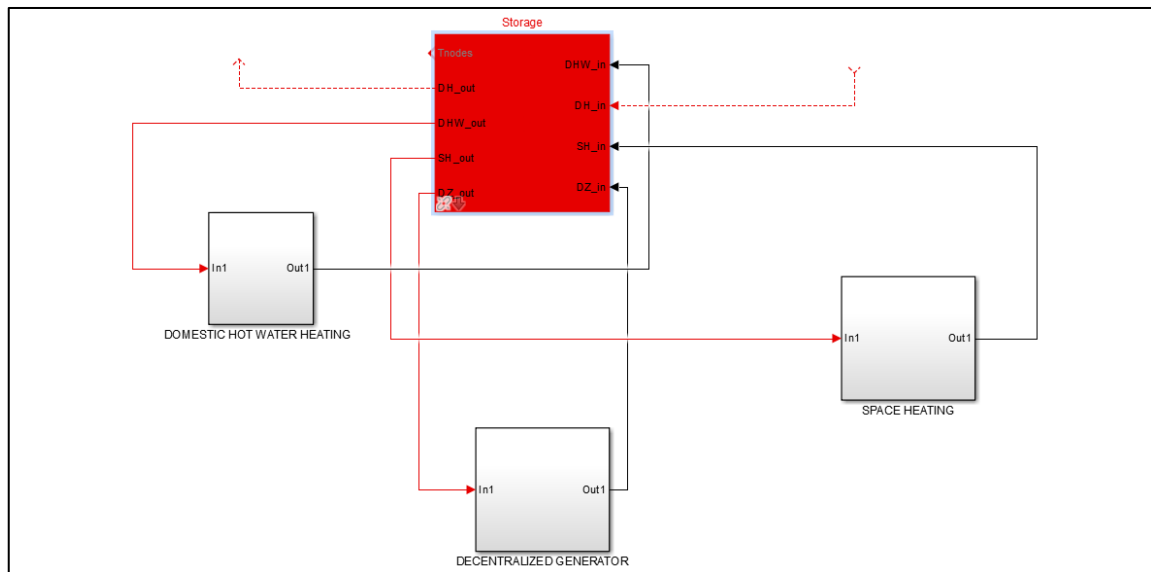 Storage
Tnodes
DHW_in
DH_out
DH_in
DHW_out
SH_in
SH_out
DZ_in
DZ_out
In1
Out1
DOMESTIC HOT WATER HEATING
In1
Out1
SPACE HEATING
In1
Out1
DECENTRALIZED GENERATOR